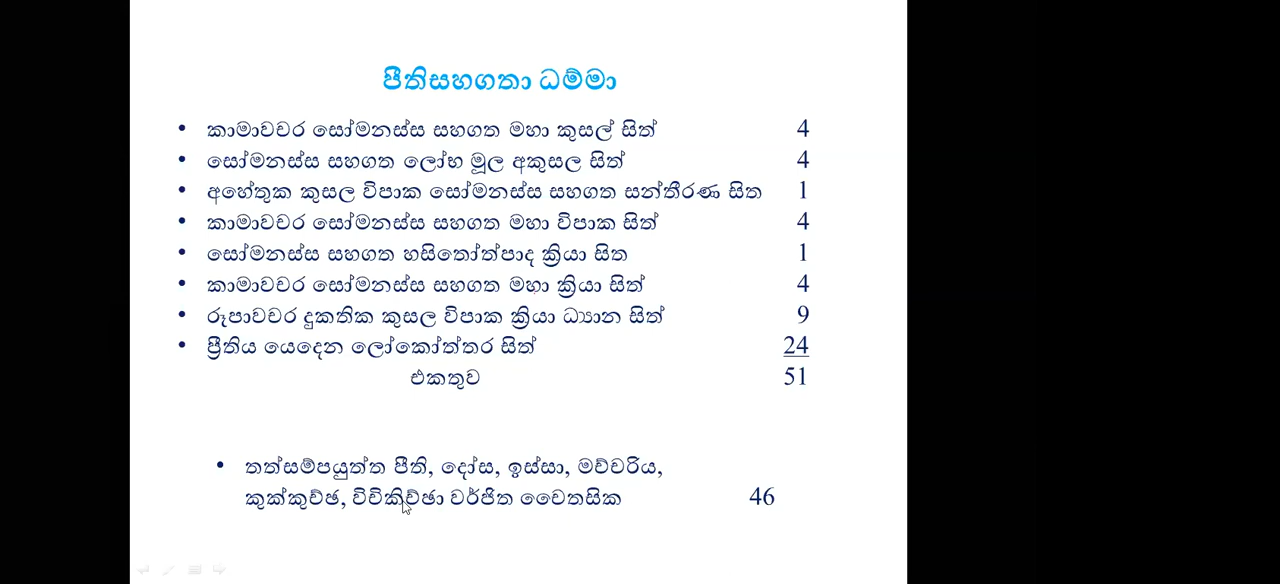 පීතිසහගතා ධම්මා
• කාමාවචර සෝමනස්ස සහගත මහා කුසල් සිත් 4
• සෝමනස්ස සහගත ලෝභ මූල අකුසල සිත් 4
• අහේතුක කුසල විපාක සෝමනස්ස සහගත සන්තීරණ සිත 1
• කාමාවචර සෝමනස්ස සහගත මහා විපාක සිත් 4
• සෝමනස්ස සහගත හසිතෝත්පාද ක්‍රියා සිත 1
• කාමාවචර සෝමනස්ස සහගත මහා ක්‍රියා සිත් 4
• රූපාවචර දුකතික කුසල විපාක ක්‍රියා ධ්‍යාන සිත් 9
• ප්‍රීතිය යෙදෙන ලෝකෝත්තර සිත් 24
එකතුව 51
• තත්සම්පයුත්ත පීති, දෝස, ඉස්සා, මච්චරිය,
කුක්කුච්ඡ, විචිකිච්ඡා වර්ජිත චෛතසික 46